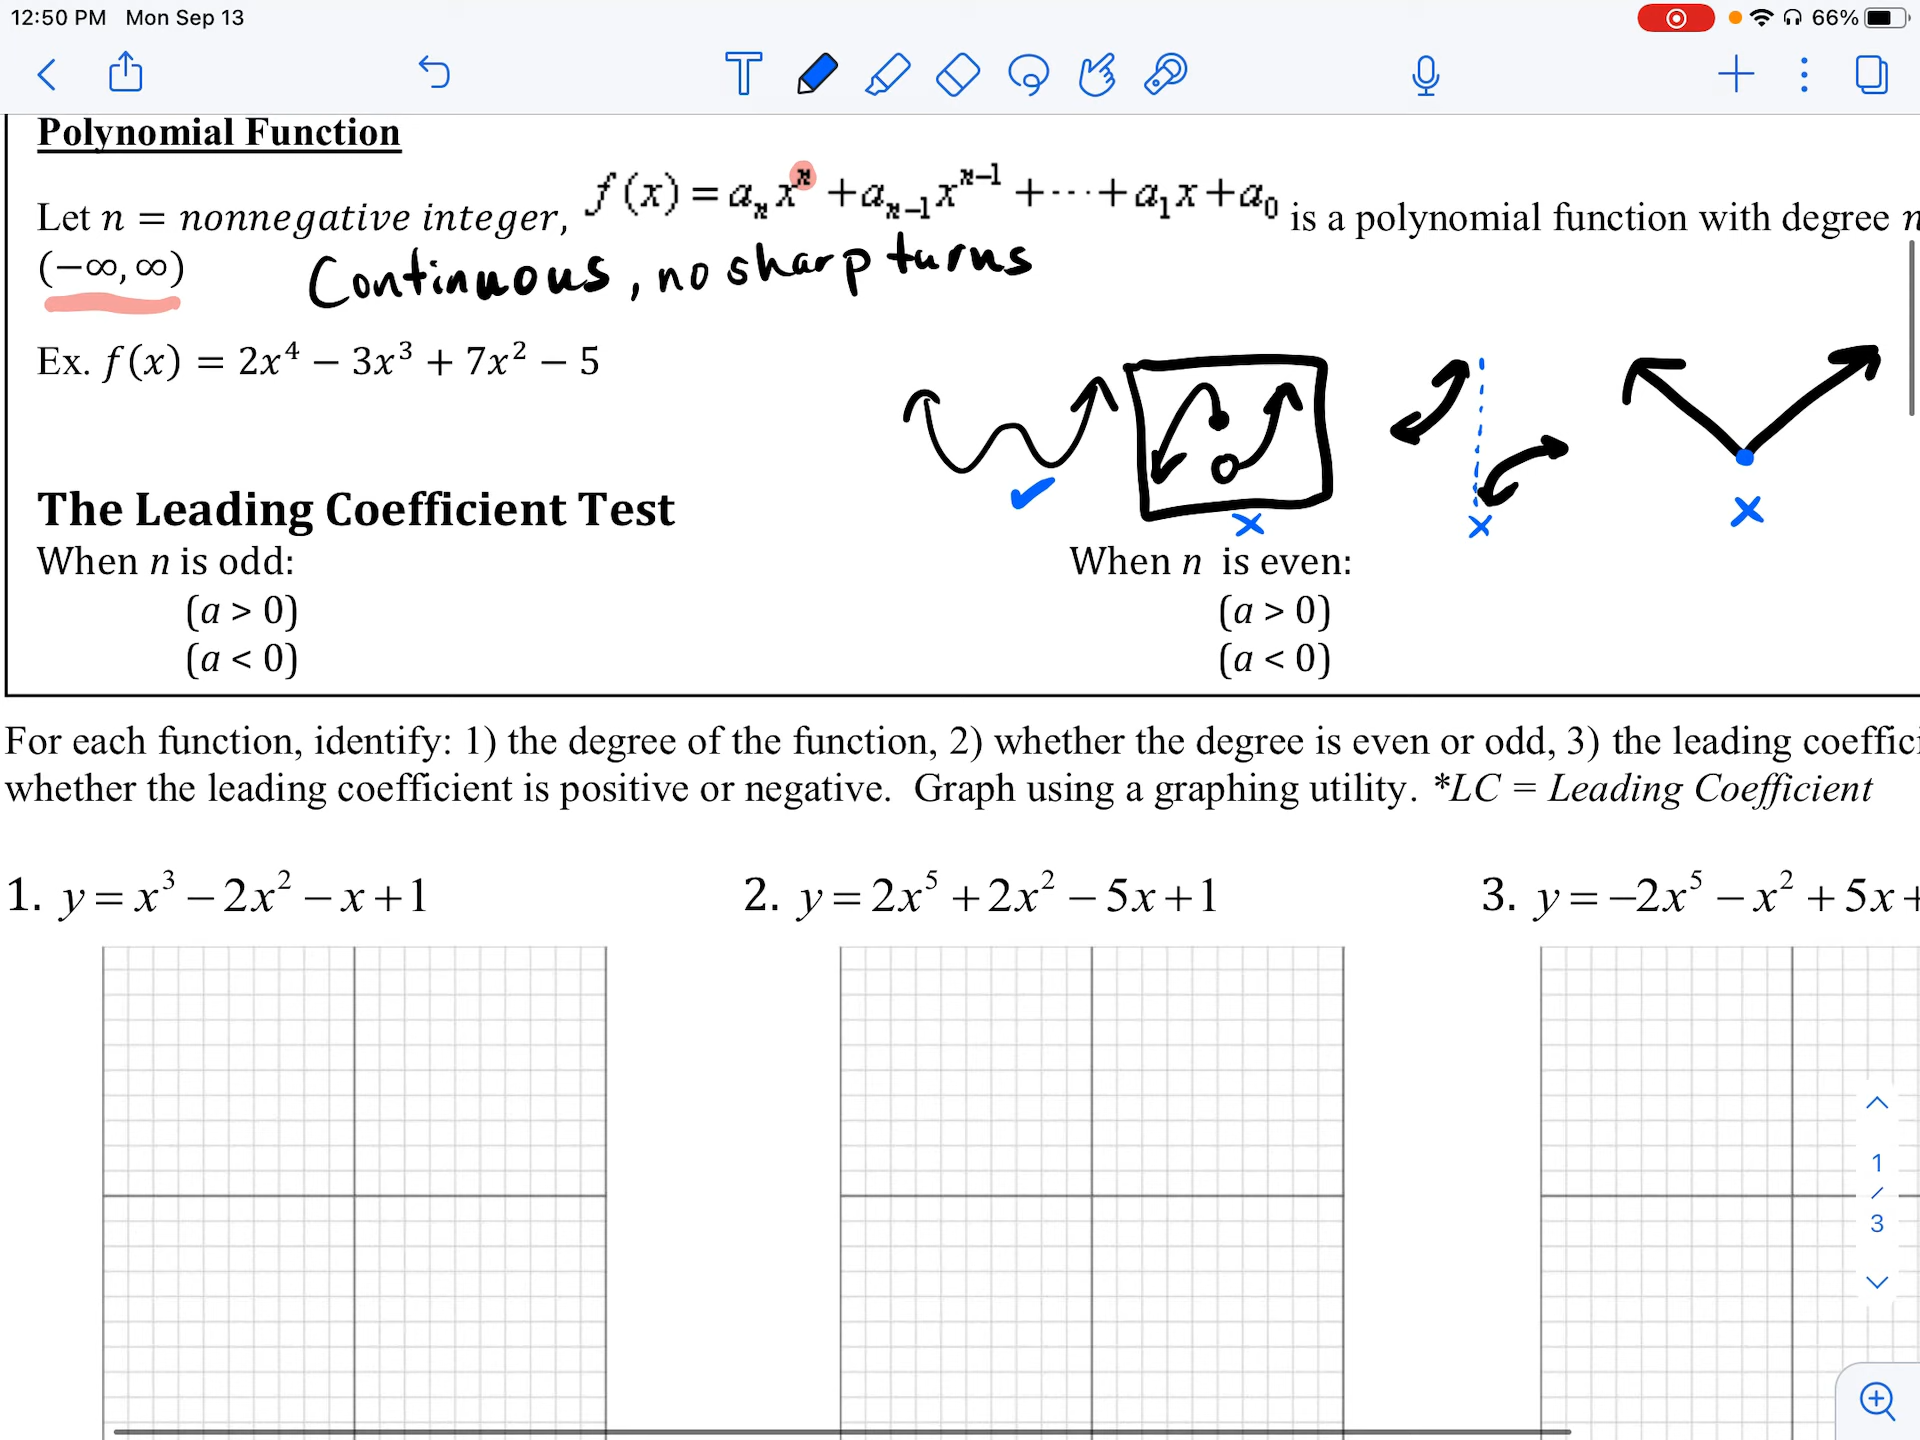 12:50 PM Mon Sep 13 66%
Polynomial Function
Let n = nonnegative integer, f(x) = aₙxⁿ + aₙ₋₁xⁿ⁻¹ + ··· + a₁x + a₀ is a polynomial function with degree n
(−∞, ∞) Continuous, no sharp turns
Ex. f(x) = 2x⁴ − 3x³ + 7x² − 5
The Leading Coefficient Test
When n is odd: When n is even:
(a > 0) (a > 0)
(a < 0) (a < 0)
For each function, identify: 1) the degree of the function, 2) whether the degree is even or odd, 3) the leading coeffici
whether the leading coefficient is positive or negative. Graph using a graphing utility. *LC = Leading Coefficient
1. y = x³ − 2x² − x + 1 2. y = 2x⁵ + 2x² − 5x + 1 3. y = −2x⁵ − x² + 5x +
1
/
3